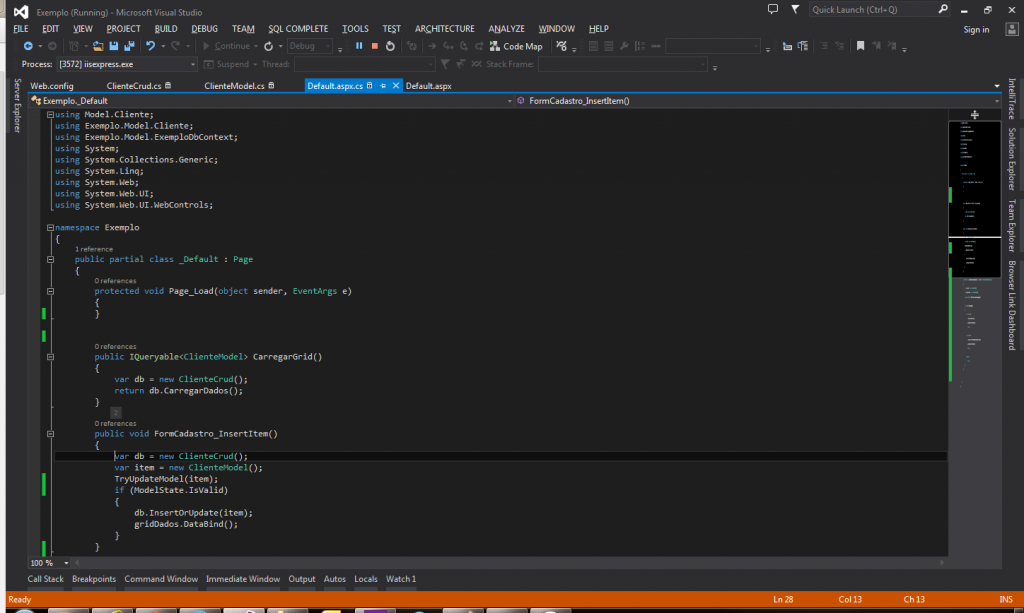 Exemplo (Running) - Microsoft Visual Studio
Quick Launch (Ctrl+Q)
FILE EDIT VIEW PROJECT BUILD DEBUG TEAM SQL COMPLETE TOOLS TEST ARCHITECTURE ANALYZE WINDOW HELP
Sign in
Continue Debug Code Map
Process: [3572] iisexpress.exe Suspend Thread: Stack Frame:
Web.config ClienteCrud.cs ClienteModel.cs Default.aspx.cs Default.aspx
Exemplo._Default FormCadastro_InsertItem()
Server Explorer
using Model.Cliente;
using Exemplo.Model.Cliente;
using Exemplo.Model.ExemploDbContext;
using System;
using System.Collections.Generic;
using System.Linq;
using System.Web;
using System.Web.UI;
using System.Web.UI.WebControls;
namespace Exemplo
{
1 reference
public partial class _Default : Page
{
0 references
protected void Page_Load(object sender, EventArgs e)
{
}
0 references
public IQueryable<ClienteModel> CarregarGrid()
{
var db = new ClienteCrud();
return db.CarregarDados();
}
0 references
public void FormCadastro_InsertItem()
{
var db = new ClienteCrud();
var item = new ClienteModel();
TryUpdateModel(item);
if (ModelState.IsValid)
{
db.InsertOrUpdate(item);
gridDados.DataBind();
}
}
IntelliTrace
Solution Explorer
Team Explorer
Browser Link Dashboard
100 %
Call Stack Breakpoints Command Window Immediate Window Output Autos Locals Watch 1
Ready Ln 28 Col 13 Ch 13 INS